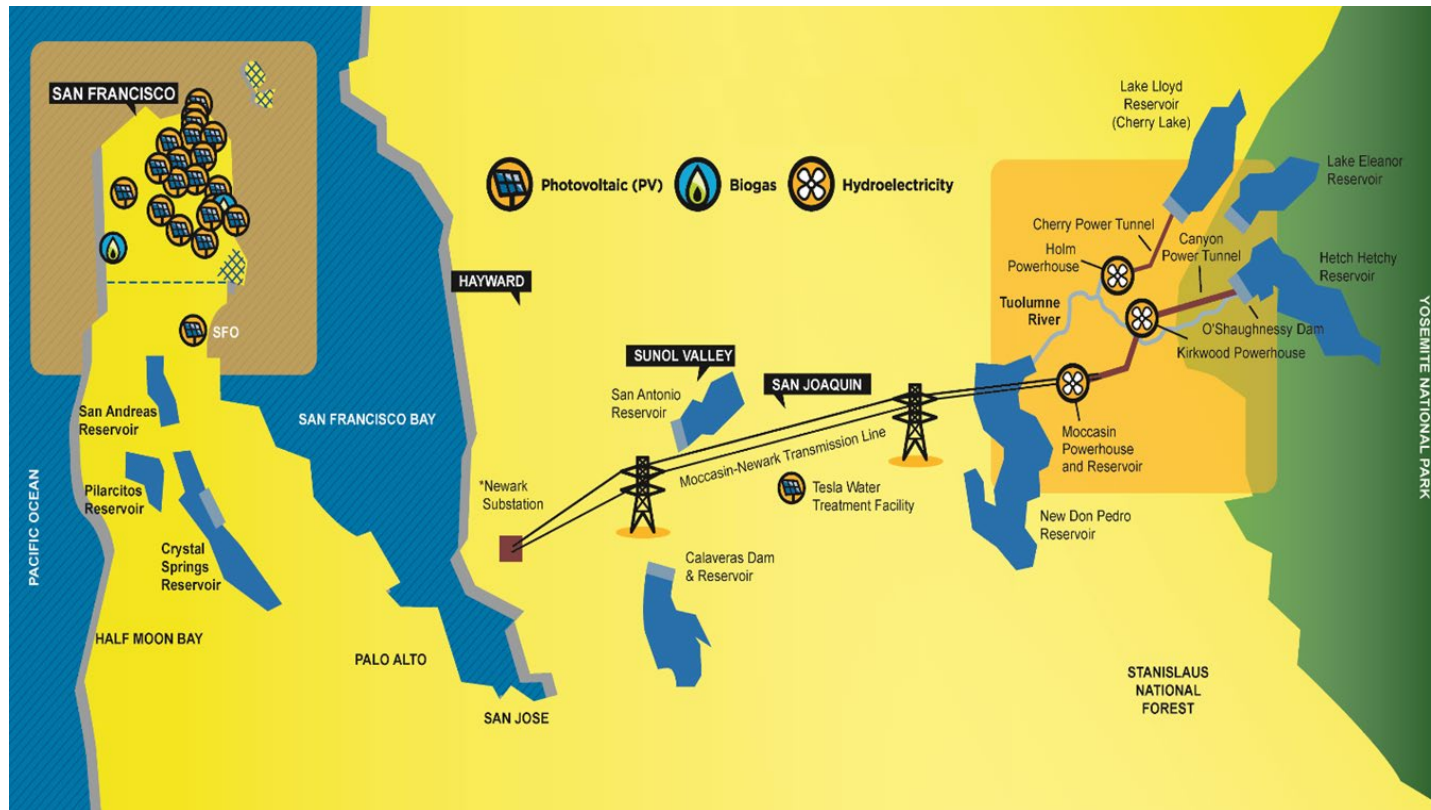 SAN FRANCISCO
Photovoltaic (PV)
Biogas
Hydroelectricity
Lake Lloyd
Reservoir
(Cherry Lake)
Lake Eleanor
Reservoir
Cherry Power Tunnel
Holm
Powerhouse
Canyon
Power Tunnel
Hetch Hetchy
Reservoir
HAYWARD
Tuolumne
River
O'Shaughnessy Dam
Kirkwood Powerhouse
SFO
SUNOL VALLEY
SAN JOAQUIN
San Antonio
Reservoir
San Andreas
Reservoir
SAN FRANCISCO BAY
Moccasin-Newark Transmission Line
Moccasin
Powerhouse
and Reservoir
YOSEMITE NATIONAL PARK
Pilarcitos
Reservoir
*Newark
Substation
Tesla Water
Treatment Facility
New Don Pedro
Reservoir
PACIFIC OCEAN
Crystal
Springs
Reservoir
Calaveras Dam
& Reservoir
HALF MOON BAY
PALO ALTO
SAN JOSE
STANISLAUS
NATIONAL
FOREST